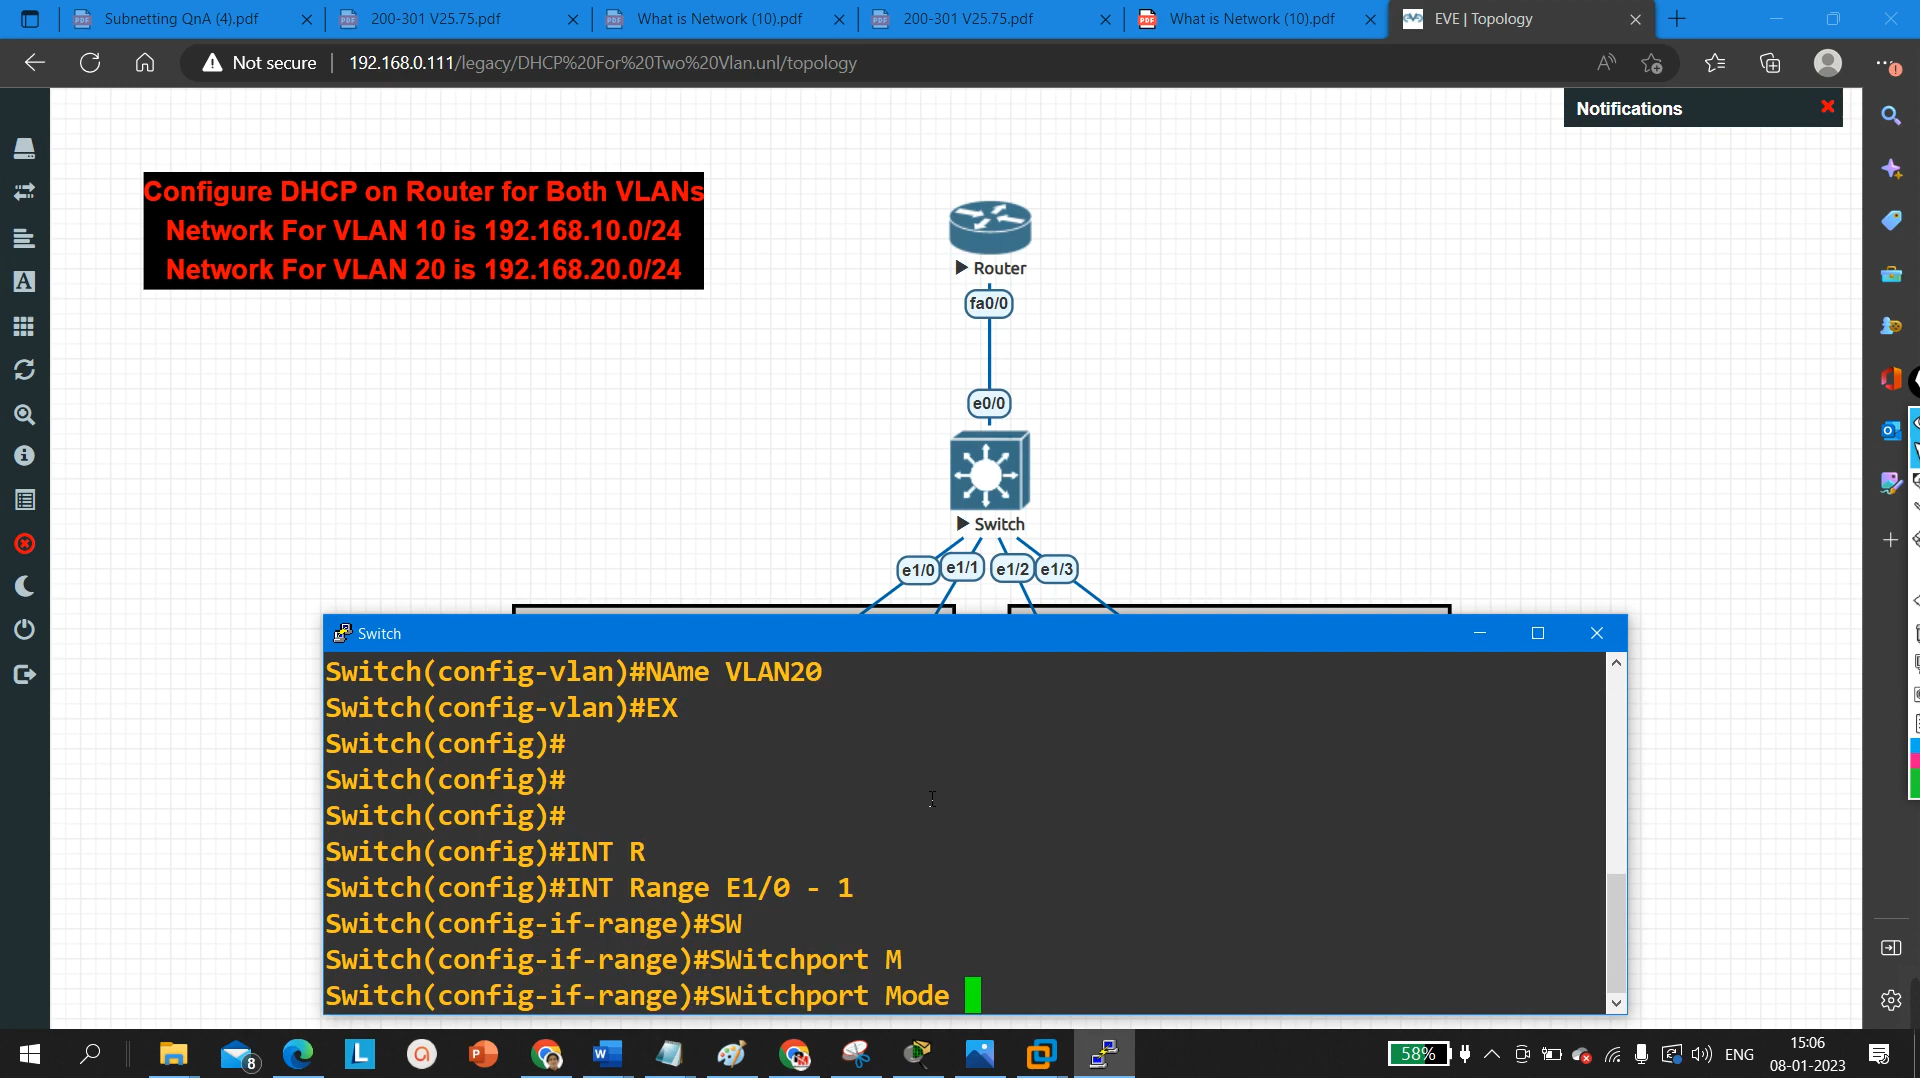 Subnetting QnA (4).pdf
200-301 V25.75.pdf
What is Network (10).pdf
200-301 V25.75.pdf
What is Network (10).pdf
EVE | Topology
Not secure
192.168.0.111/legacy/DHCP%20For%20Two%20Vlan.unl/topology
Notifications
Configure DHCP on Router for Both VLANs
Network For VLAN 10 is 192.168.10.0/24
Network For VLAN 20 is 192.168.20.0/24
Router
fa0/0
e0/0
Switch
e1/0
e1/1
e1/2
e1/3
Switch
Switch(config-vlan)#NAme VLAN20
Switch(config-vlan)#EX
Switch(config)#
Switch(config)#
Switch(config)#
Switch(config)#INT R
Switch(config)#INT Range E1/0 - 1
Switch(config-if-range)#SW
Switch(config-if-range)#SWitchport M
Switch(config-if-range)#SWitchport Mode
8
58%
ENG
15:06
08-01-2023